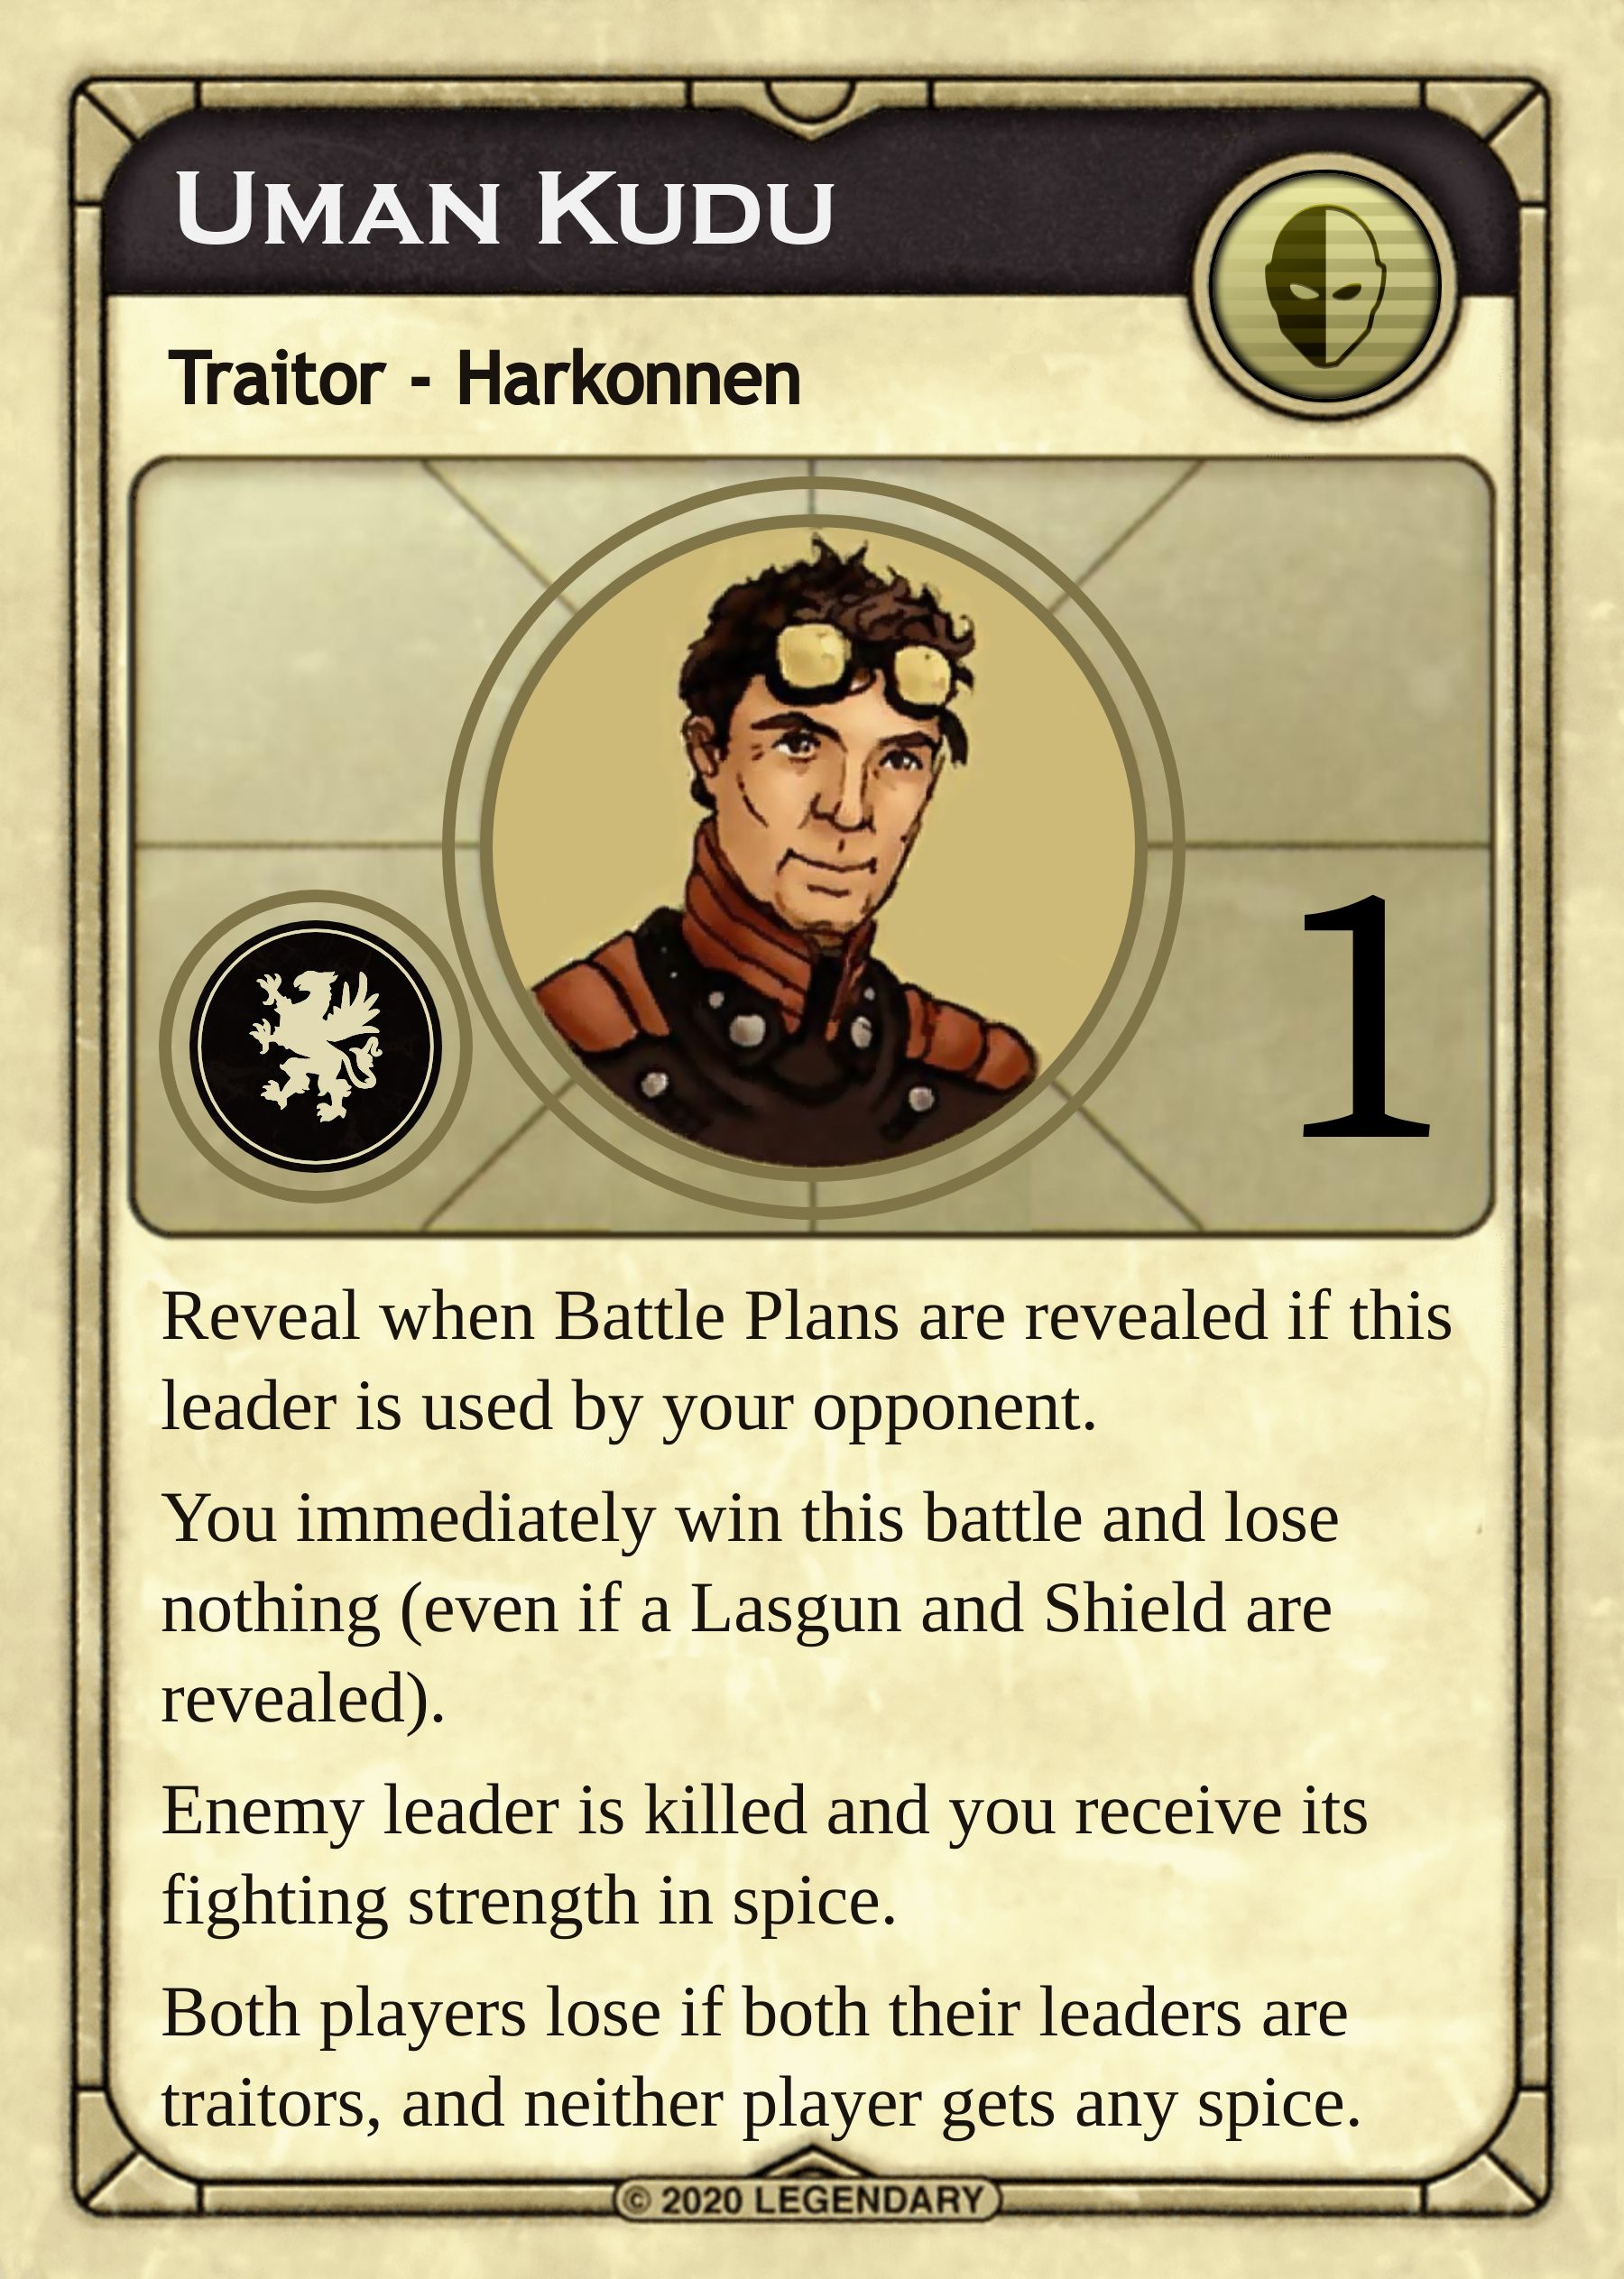 Uman Kudu
Traitor - Harkonnen
1
Reveal when Battle Plans are revealed if this
leader is used by your opponent.
You immediately win this battle and lose
nothing (even if a Lasgun and Shield are
revealed).
Enemy leader is killed and you receive its
fighting strength in spice.
Both players lose if both their leaders are
traitors, and neither player gets any spice.
© 2020 LEGENDARY